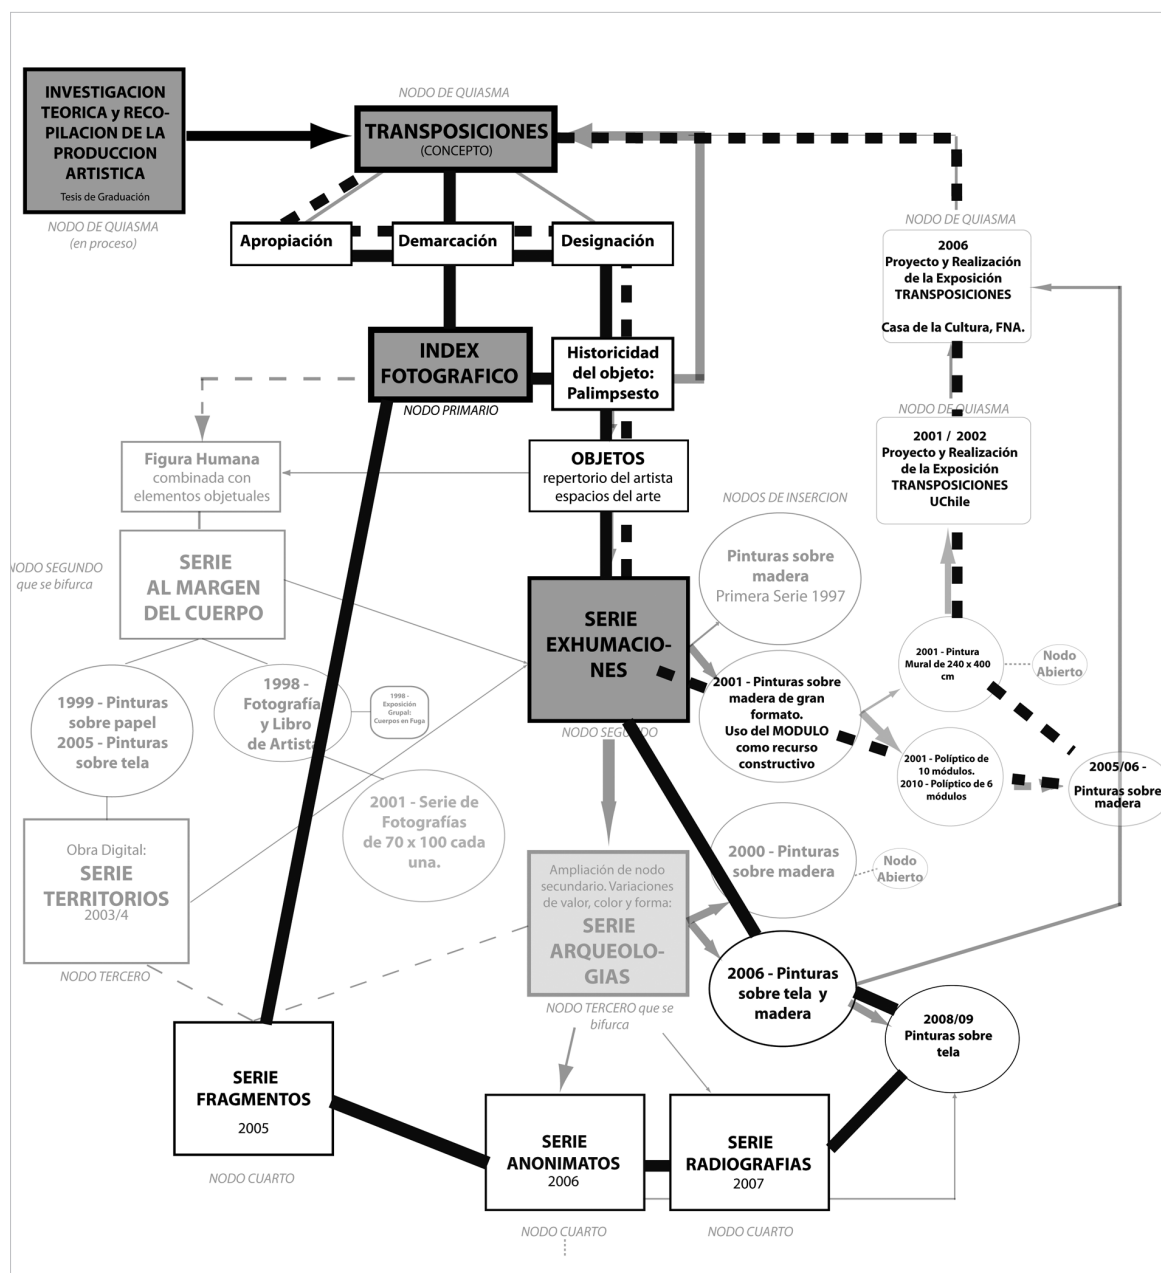 INVESTIGACION
TEORICA y RECO-
PILACION DE LA
PRODUCCION
ARTISTICA
Tesis de Graduación
NODO DE QUIASMA
(en proceso)
NODO DE QUIASMA
TRANSPOSICIONES
(CONCEPTO)
Apropiación
Demarcación
Designación
INDEX
FOTOGRAFICO
NODO PRIMARIO
Historicidad
del objeto:
Palimpsesto
OBJETOS
repertorio del artista
espacios del arte
NODO DE QUIASMA
2006
Proyecto y Realización
de la Exposición
TRANSPOSICIONES
Casa de la Cultura, FNA.
NODO DE QUIASMA
2001 / 2002
Proyecto y Realización
de la Exposición
TRANSPOSICIONES
UChile
Figura Humana
combinada con
elementos objetuales
NODO SEGUNDO
que se bifurca
SERIE
AL MARGEN
DEL CUERPO
1999 - Pinturas
sobre papel
2005 - Pinturas
sobre tela
1998 -
Fotografía
y Libro
de Artista
1998 -
Exposición
Grupal:
Cuerpos en Fuga
2001 - Serie de
Fotografías
de 70 x 100 cada
una.
Obra Digital:
SERIE
TERRITORIOS
2003/4
NODO TERCERO
SERIE
EXHUMACIO-
NES
NODO SEGUNDO
NODOS DE INSERCION
Pinturas sobre
madera
Primera Serie 1997
2001 - Pinturas sobre
madera de gran
formato.
Uso del MODULO
como recurso
constructivo
2001 - Pintura
Mural de 240 x 400
cm
Nodo
Abierto
2001 - Políptico de
10 módulos.
2010 - Políptico de 6
módulos
2005/06 -
Pinturas sobre
madera
Ampliación de nodo
secundario. Variaciones
de valor, color y forma:
SERIE
ARQUEOLO-
GIAS
NODO TERCERO que se
bifurca
2000 - Pinturas
sobre madera
Nodo
Abierto
2006 - Pinturas
sobre tela y
madera
2008/09
Pinturas sobre
tela
SERIE
FRAGMENTOS
2005
NODO CUARTO
SERIE
ANONIMATOS
2006
NODO CUARTO
SERIE
RADIOGRAFIAS
2007
NODO CUARTO